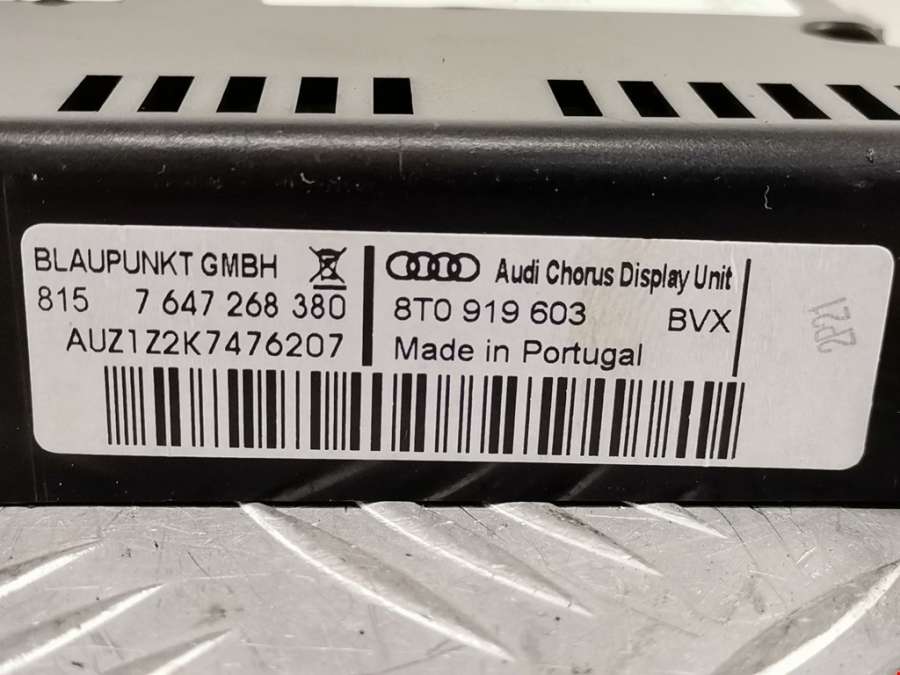 BLAUPUNKT GMBH
815 7 647 268 380
AUZ1Z2K7476207
Audi Chorus Display Unit
8T0 919 603 BVX
Made in Portugal